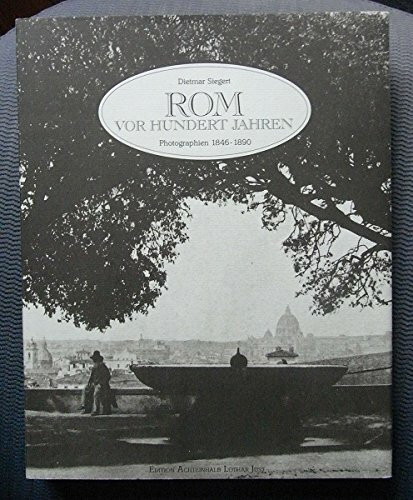 Dietmar Siegert
ROM
VOR HUNDERT JAHREN
Photographien 1846-1890
EDITION ACHTEINHALB LOTHAR JUST